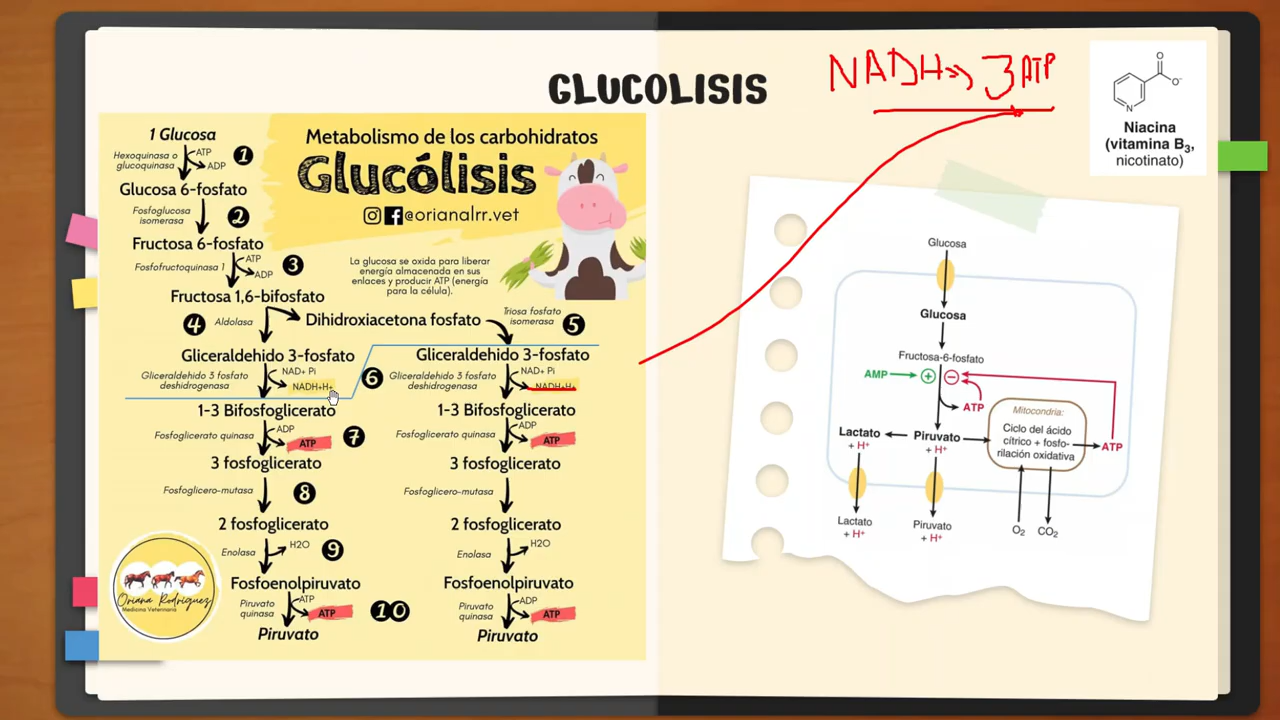 GLUCOLISIS
NADH => 3 ATP
Niacina
(vitamina B3,
nicotinato)
O
O-
N
Metabolismo de los carbohidratos
Glucólisis
@orianalrr.vet
La glucosa se oxida para liberar
energía almacenada en sus
enlaces y producir ATP (energía
para la célula).
1 Glucosa
Hexoquinasa o
glucoquinasa
ATP
ADP
1
Glucosa 6-fosfato
Fosfoglucosa
isomerasa
2
Fructosa 6-fosfato
Fosfofructoquinasa 1
ATP
ADP
3
Fructosa 1,6-bifosfato
4
Aldolasa
Dihidroxiacetona fosfato
Triosa fosfato
isomerasa
5
Gliceraldehido 3-fosfato
Gliceraldehido 3 fosfato
deshidrogenasa
NAD+ Pi
NADH+H+
6
1-3 Bifosfoglicerato
Fosfoglicerato quinasa
ADP
ATP
7
3 fosfoglicerato
Fosfoglicero-mutasa
8
2 fosfoglicerato
Enolasa
H2O
9
Fosfoenolpiruvato
Piruvato
quinasa
ATP
ATP
10
Piruvato
Gliceraldehido 3-fosfato
Gliceraldehido 3 fosfato
deshidrogenasa
NAD+ Pi
NADH+H+
1-3 Bifosfoglicerato
Fosfoglicerato quinasa
ADP
ATP
3 fosfoglicerato
Fosfoglicero-mutasa
2 fosfoglicerato
Enolasa
H2O
Fosfoenolpiruvato
Piruvato
quinasa
ADP
ATP
Piruvato
Oriana Rodríguez
Medicina Veterinaria
Glucosa
Glucosa
Fructosa-6-fosfato
AMP
+
−
ATP
Mitocondria:
Ciclo del ácido
cítrico + fosfo-
rilación oxidativa
ATP
Lactato
+ H+
Piruvato
+ H+
Lactato
+ H+
Piruvato
+ H+
O2
CO2